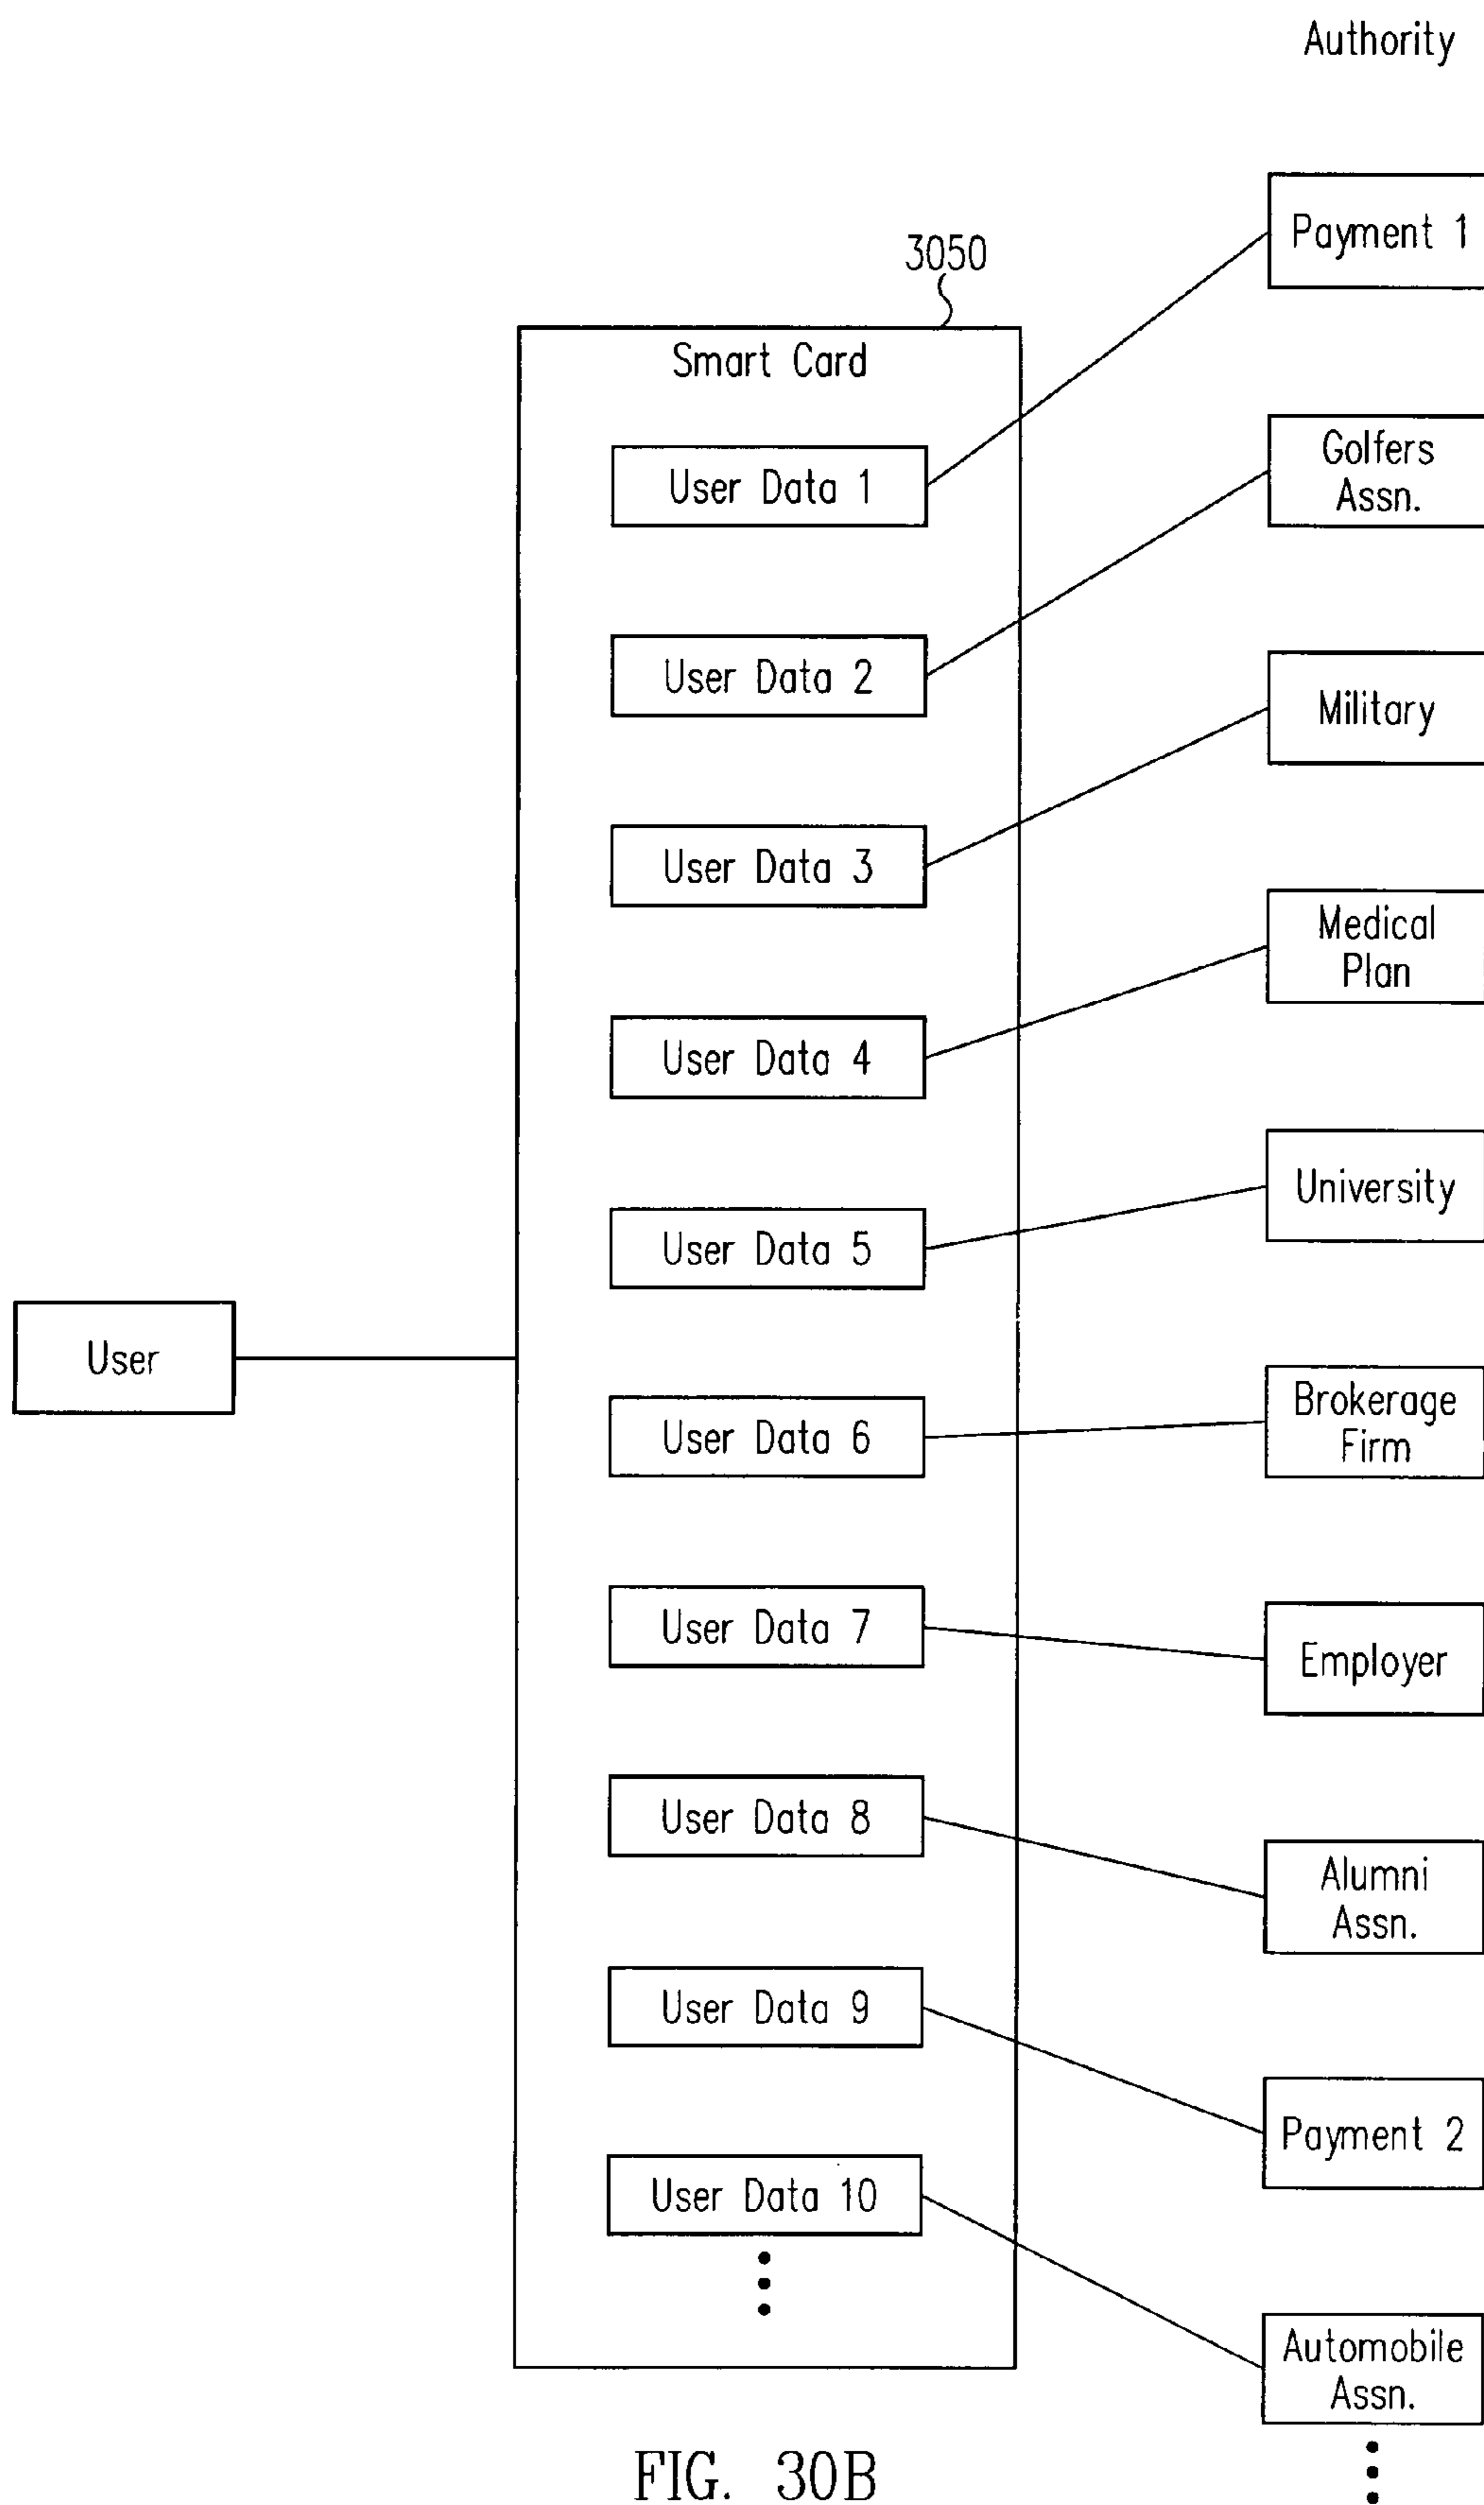 Authority
3050
Smart Card
User Data 1
User Data 2
User Data 3
User Data 4
User Data 5
User Data 6
User Data 7
User Data 8
User Data 9
User Data 10
User
Payment 1
Golfers
Assn.
Military
Medical
Plan
University
Brokerage
Firm
Employer
Alumni
Assn.
Payment 2
Automobile
Assn.
FIG. 30B